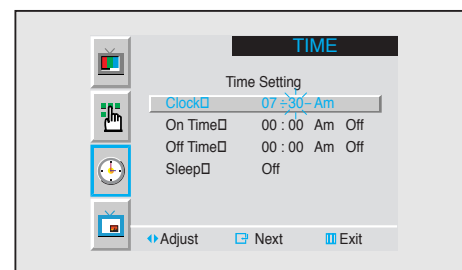 TIME
Time Setting
Clock□ 07 : 30 Am
On Time□ 00 : 00 Am Off
Off Time□ 00 : 00 Am Off
Sleep□ Off
Adjust Next Exit